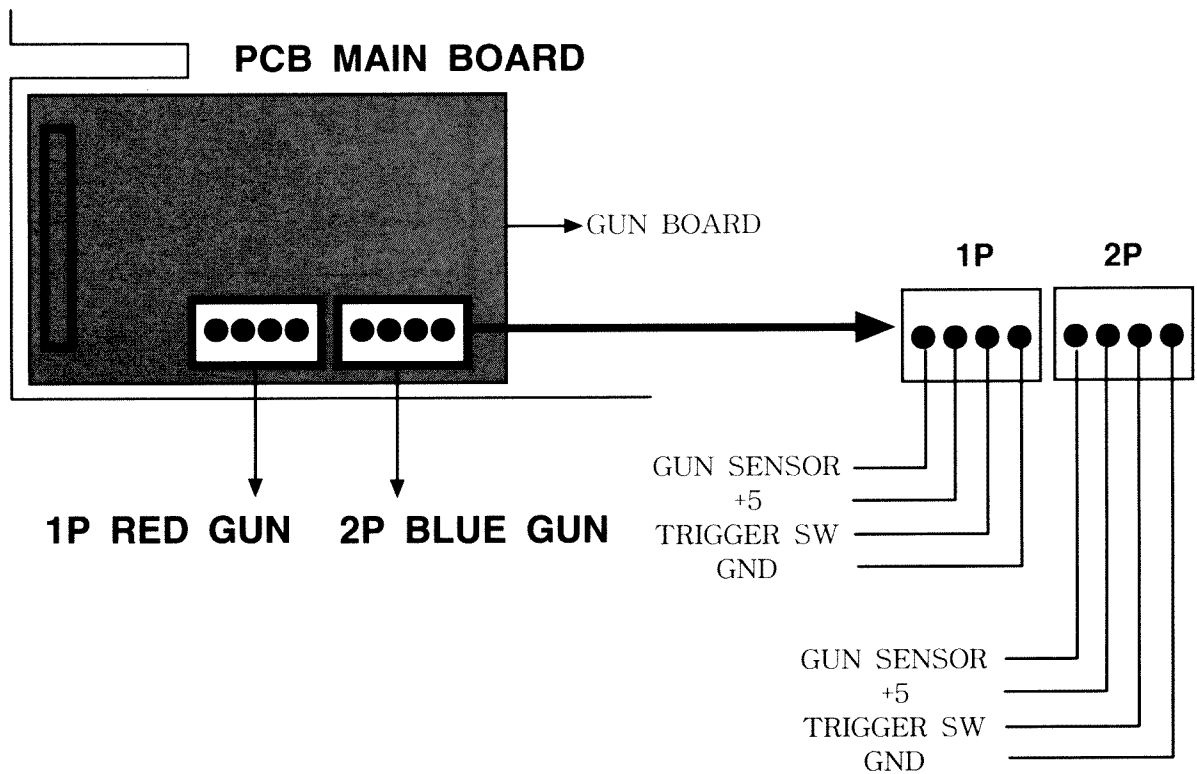 PCB MAIN BOARD
GUN BOARD
1P 2P
1P RED GUN 2P BLUE GUN
GUN SENSOR
+5
TRIGGER SW
GND
GUN SENSOR
+5
TRIGGER SW
GND